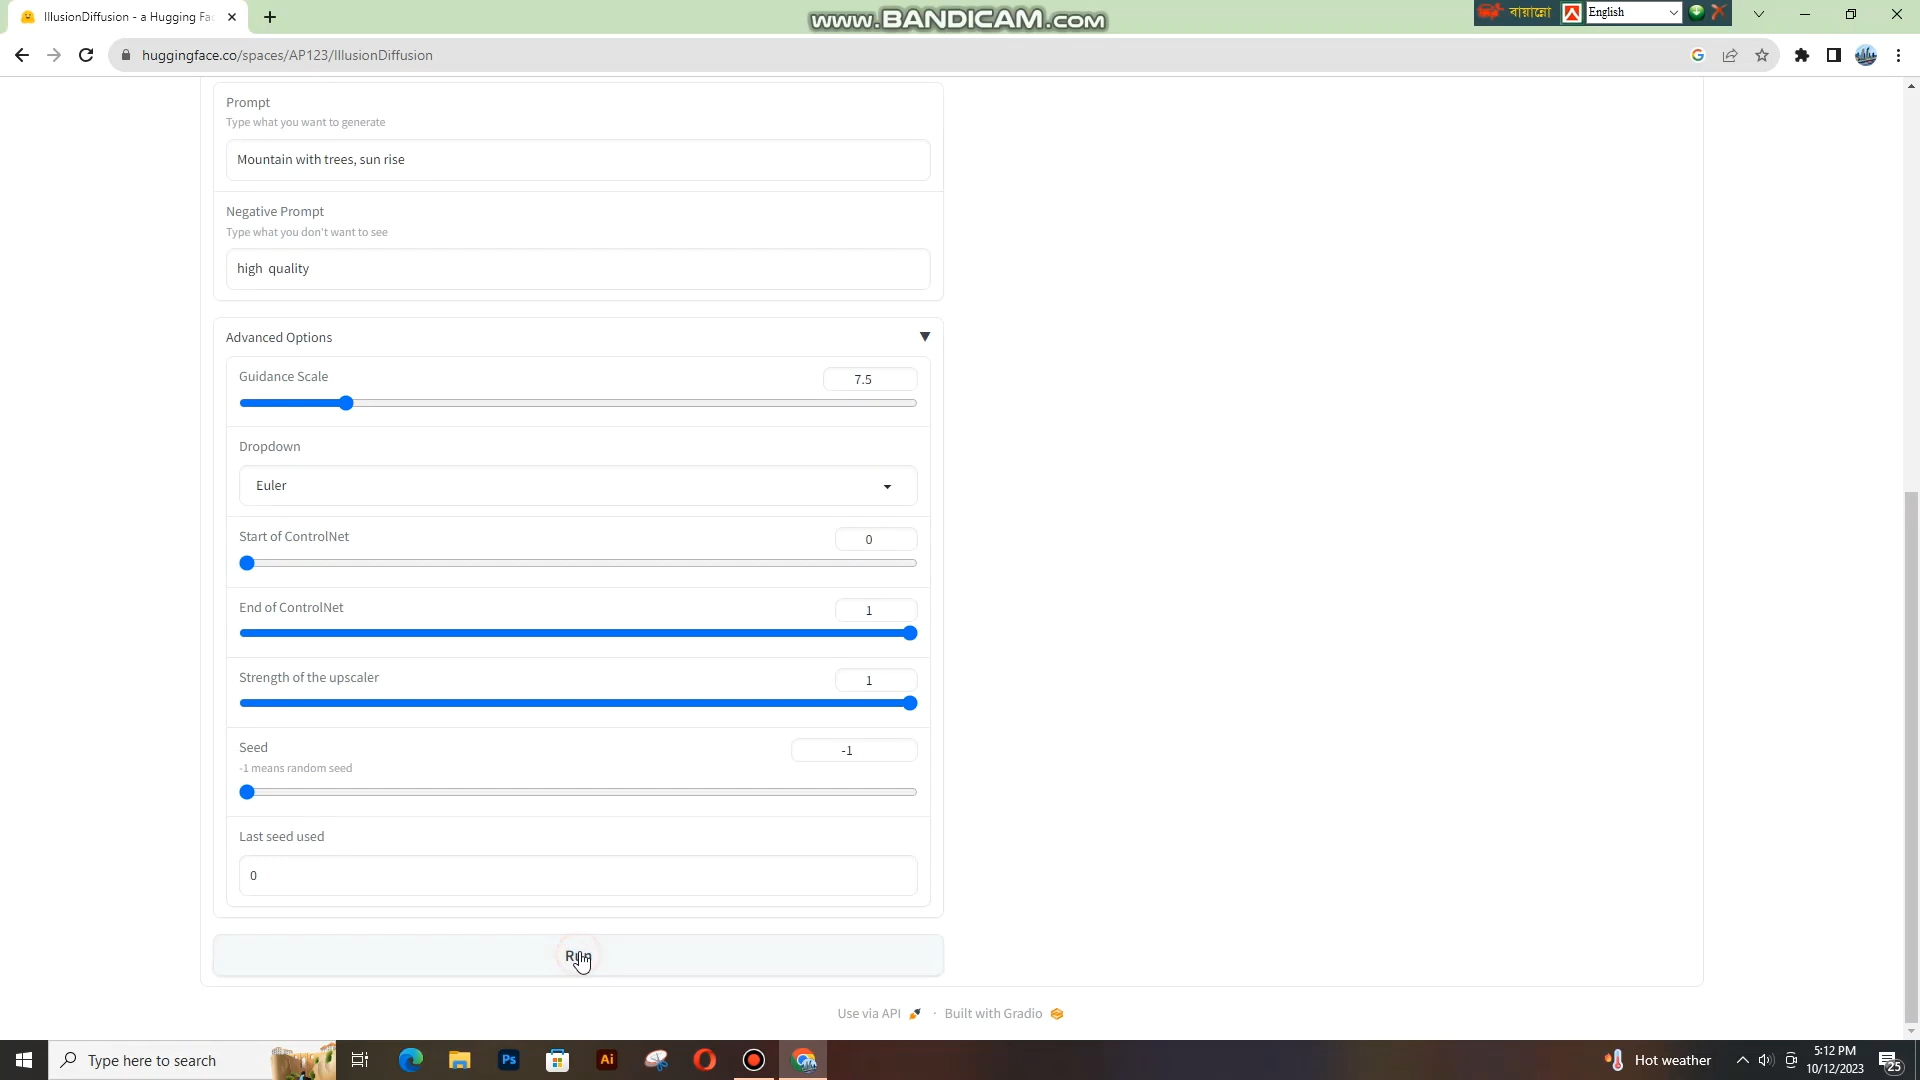 IllusionDiffusion - a Hugging Fac
www.BANDICAM.com
বায়ান্নো
English
huggingface.co/spaces/AP123/IllusionDiffusion
Prompt
Type what you want to generate
Mountain with trees, sun rise
Negative Prompt
Type what you don't want to see
high  quality
Advanced Options
Guidance Scale
7.5
Dropdown
Euler
Start of ControlNet
0
End of ControlNet
1
Strength of the upscaler
1
Seed
-1
-1 means random seed
Last seed used
0
Run
Use via API · Built with Gradio
Type here to search
Ps
Ai
Hot weather
5:12 PM
10/12/2023
25